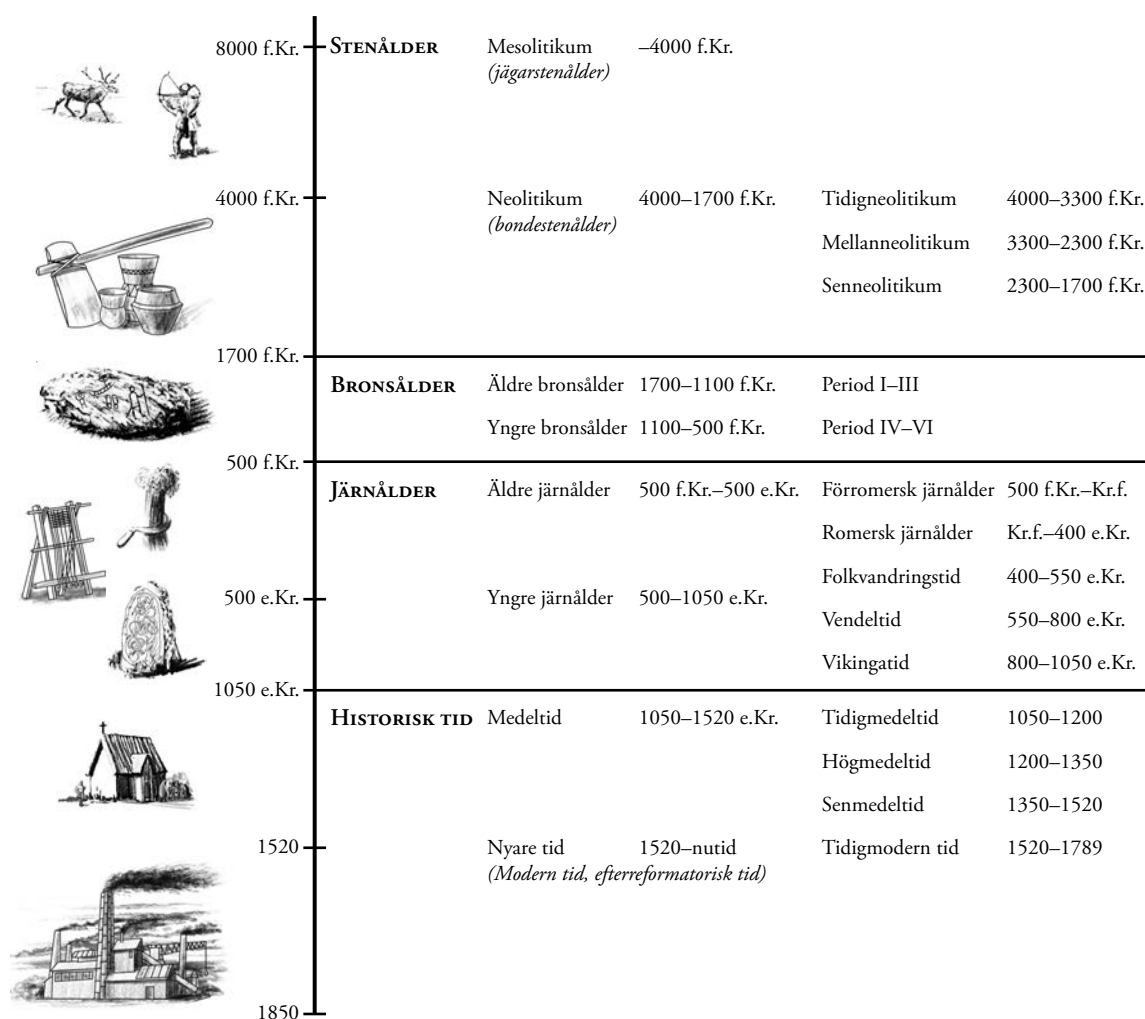 8000 f.Kr. STENÅLDER Mesolitikum –4000 f.Kr.
(jägarstenålder)
4000 f.Kr. Neolitikum 4000–1700 f.Kr. Tidigneolitikum 4000–3300 f.Kr.
(bondestenålder)
Mellanneolitikum 3300–2300 f.Kr.
Senneolitikum 2300–1700 f.Kr.
1700 f.Kr.
BRONSÅLDER Äldre bronsålder 1700–1100 f.Kr. Period I–III
Yngre bronsålder 1100–500 f.Kr. Period IV–VI
500 f.Kr.
JÄRNÅLDER Äldre järnålder 500 f.Kr.–500 e.Kr. Förromersk järnålder 500 f.Kr.–Kr.f.
Romersk järnålder Kr.f.–400 e.Kr.
Folkvandringstid 400–550 e.Kr.
500 e.Kr. Yngre järnålder 500–1050 e.Kr.
Vendeltid 550–800 e.Kr.
Vikingatid 800–1050 e.Kr.
1050 e.Kr.
HISTORISK TID Medeltid 1050–1520 e.Kr. Tidigmedeltid 1050–1200
Högmedeltid 1200–1350
Senmedeltid 1350–1520
1520 Nyare tid 1520–nutid Tidigmodern tid 1520–1789
(Modern tid, efterreformatorisk tid)
1850